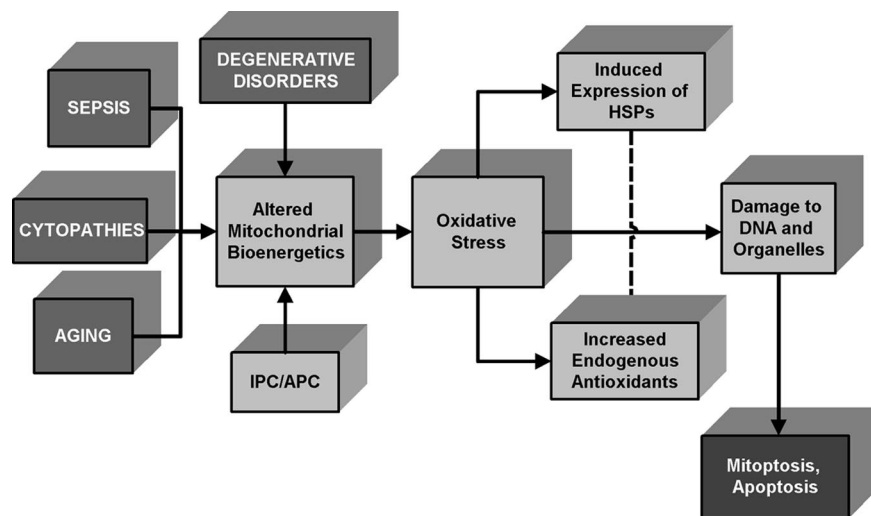 DEGENERATIVE
DISORDERS
SEPSIS
CYTOPATHIES
AGING
Altered
Mitochondrial
Bioenergetics
IPC/APC
Oxidative
Stress
Induced
Expression of
HSPs
Increased
Endogenous
Antioxidants
Damage to
DNA and
Organelles
Mitoptosis,
Apoptosis